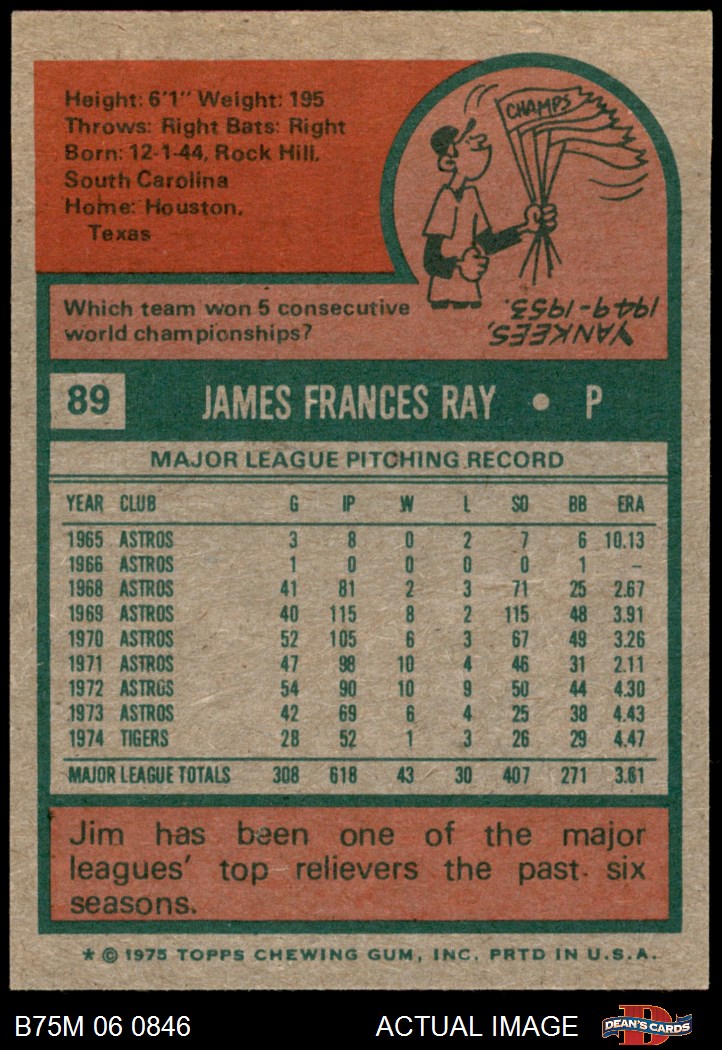 Height: 6'1" Weight: 195
Throws: Right Bats: Right
Born: 12-1-44, Rock Hill,
South Carolina
Home: Houston,
Texas
CHAMPS
Which team won 5 consecutive
world championships?
YANKEES,
1949-1953.
89 JAMES FRANCES RAY • P
MAJOR LEAGUE PITCHING RECORD
YEAR CLUB G IP W L SO BB ERA
1965 ASTROS 3 8 0 2 7 6 10.13
1966 ASTROS 1 0 0 0 0 1 –
1968 ASTROS 41 81 2 3 71 25 2.67
1969 ASTROS 40 115 8 2 115 48 3.91
1970 ASTROS 52 105 6 3 67 49 3.26
1971 ASTROS 47 98 10 4 46 31 2.11
1972 ASTROS 54 90 10 9 50 44 4.30
1973 ASTROS 42 69 6 4 25 38 4.43
1974 TIGERS 28 52 1 3 26 29 4.47
MAJOR LEAGUE TOTALS 308 618 43 30 407 271 3.61
Jim has been one of the major
leagues' top relievers the past six
seasons.
* © 1975 TOPPS CHEWING GUM, INC. PRTD IN U.S.A.
B75M 06 0846 ACTUAL IMAGE D DEAN'S CARDS